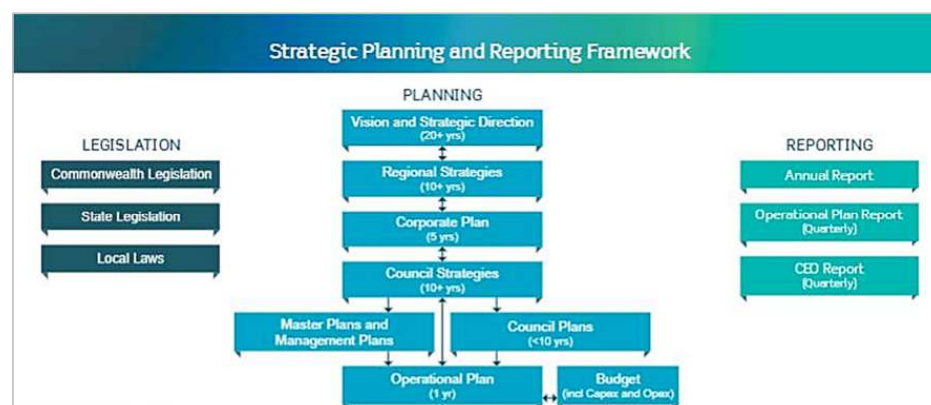 Strategic Planning and Reporting Framework
PLANNING
Vision and Strategic Direction
(20+ yrs)
LEGISLATION
REPORTING
Commonwealth Legislation
Regional Strategies
(10+ yrs)
Annual Report
State Legislation
Corporate Plan
(5 yrs)
Operational Plan Report
(Quarterly)
Local Laws
Council Strategies
(10+ yrs)
CEO Report
(Quarterly)
Master Plans and
Management Plans
Council Plans
(<10 yrs)
Operational Plan
(1 yr)
Budget
(incl Capex and Opex)